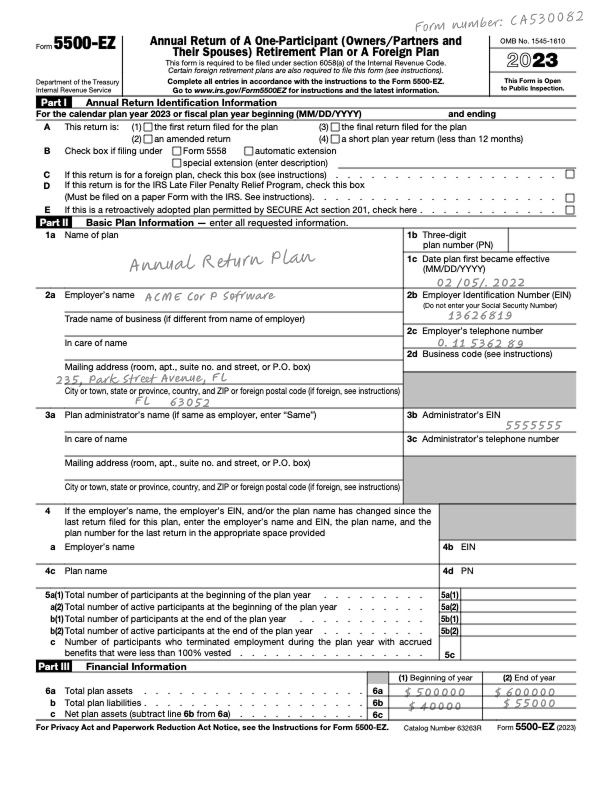 Form number: CA530082
Form 5500-EZ
Annual Return of A One-Participant (Owners/Partners and Their Spouses) Retirement Plan or A Foreign Plan
This form is required to be filed under section 6058(a) of the Internal Revenue Code.
Certain foreign retirement plans are also required to file this form (see instructions).
Complete all entries in accordance with the instructions to the Form 5500-EZ.
Go to www.irs.gov/Form5500EZ for instructions and the latest information.
OMB No. 1545-1610
2023
Department of the Treasury
Internal Revenue Service
This Form is Open to Public Inspection.
Part I Annual Return Identification Information
For the calendar plan year 2023 or fiscal plan year beginning (MM/DD/YYYY) and ending
A This return is: (1) the first return filed for the plan (3) the final return filed for the plan
(2) an amended return (4) a short plan year return (less than 12 months)
B Check box if filing under Form 5558 automatic extension
special extension (enter description)
C If this return is for a foreign plan, check this box (see instructions)
D If this return is for the IRS Late Filer Penalty Relief Program, check this box
(Must be filed on a paper Form with the IRS. See instructions).
E If this is a retroactively adopted plan permitted by SECURE Act section 201, check here
Part II Basic Plan Information — enter all requested information.
1a Name of plan
Annual Return Plan
1b Three-digit
plan number (PN)
1c Date plan first became effective
(MM/DD/YYYY)
02/05/. 2022
2a Employer's name ACME Cor P Software
2b Employer Identification Number (EIN)
(Do not enter your Social Security Number)
13626819
Trade name of business (if different from name of employer)
2c Employer's telephone number
0. 11 5362 89
In care of name
2d Business code (see instructions)
Mailing address (room, apt., suite no. and street, or P.O. box)
235, Park Street Avenue, FL
City or town, state or province, country, and ZIP or foreign postal code (if foreign, see instructions)
FL 63052
3a Plan administrator's name (if same as employer, enter "Same")
3b Administrator's EIN
5555555
In care of name
3c Administrator's telephone number
Mailing address (room, apt., suite no. and street, or P.O. box)
City or town, state or province, country, and ZIP or foreign postal code (if foreign, see instructions)
4 If the employer's name, the employer's EIN, and/or the plan name has changed since the
last return filed for this plan, enter the employer's name and EIN, the plan name, and the
plan number for the last return in the appropriate space provided
a Employer's name 4b EIN
4c Plan name 4d PN
5a(1) Total number of participants at the beginning of the plan year 5a(1)
a(2) Total number of active participants at the beginning of the plan year 5a(2)
b(1) Total number of participants at the end of the plan year 5b(1)
b(2) Total number of active participants at the end of the plan year 5b(2)
c Number of participants who terminated employment during the plan year with accrued
benefits that were less than 100% vested 5c
Part III Financial Information
(1) Beginning of year (2) End of year
6a Total plan assets 6a $ 500000 $ 600000
b Total plan liabilities 6b $ 40000 $ 55000
c Net plan assets (subtract line 6b from 6a) 6c
For Privacy Act and Paperwork Reduction Act Notice, see the Instructions for Form 5500-EZ. Catalog Number 63263R Form 5500-EZ (2023)